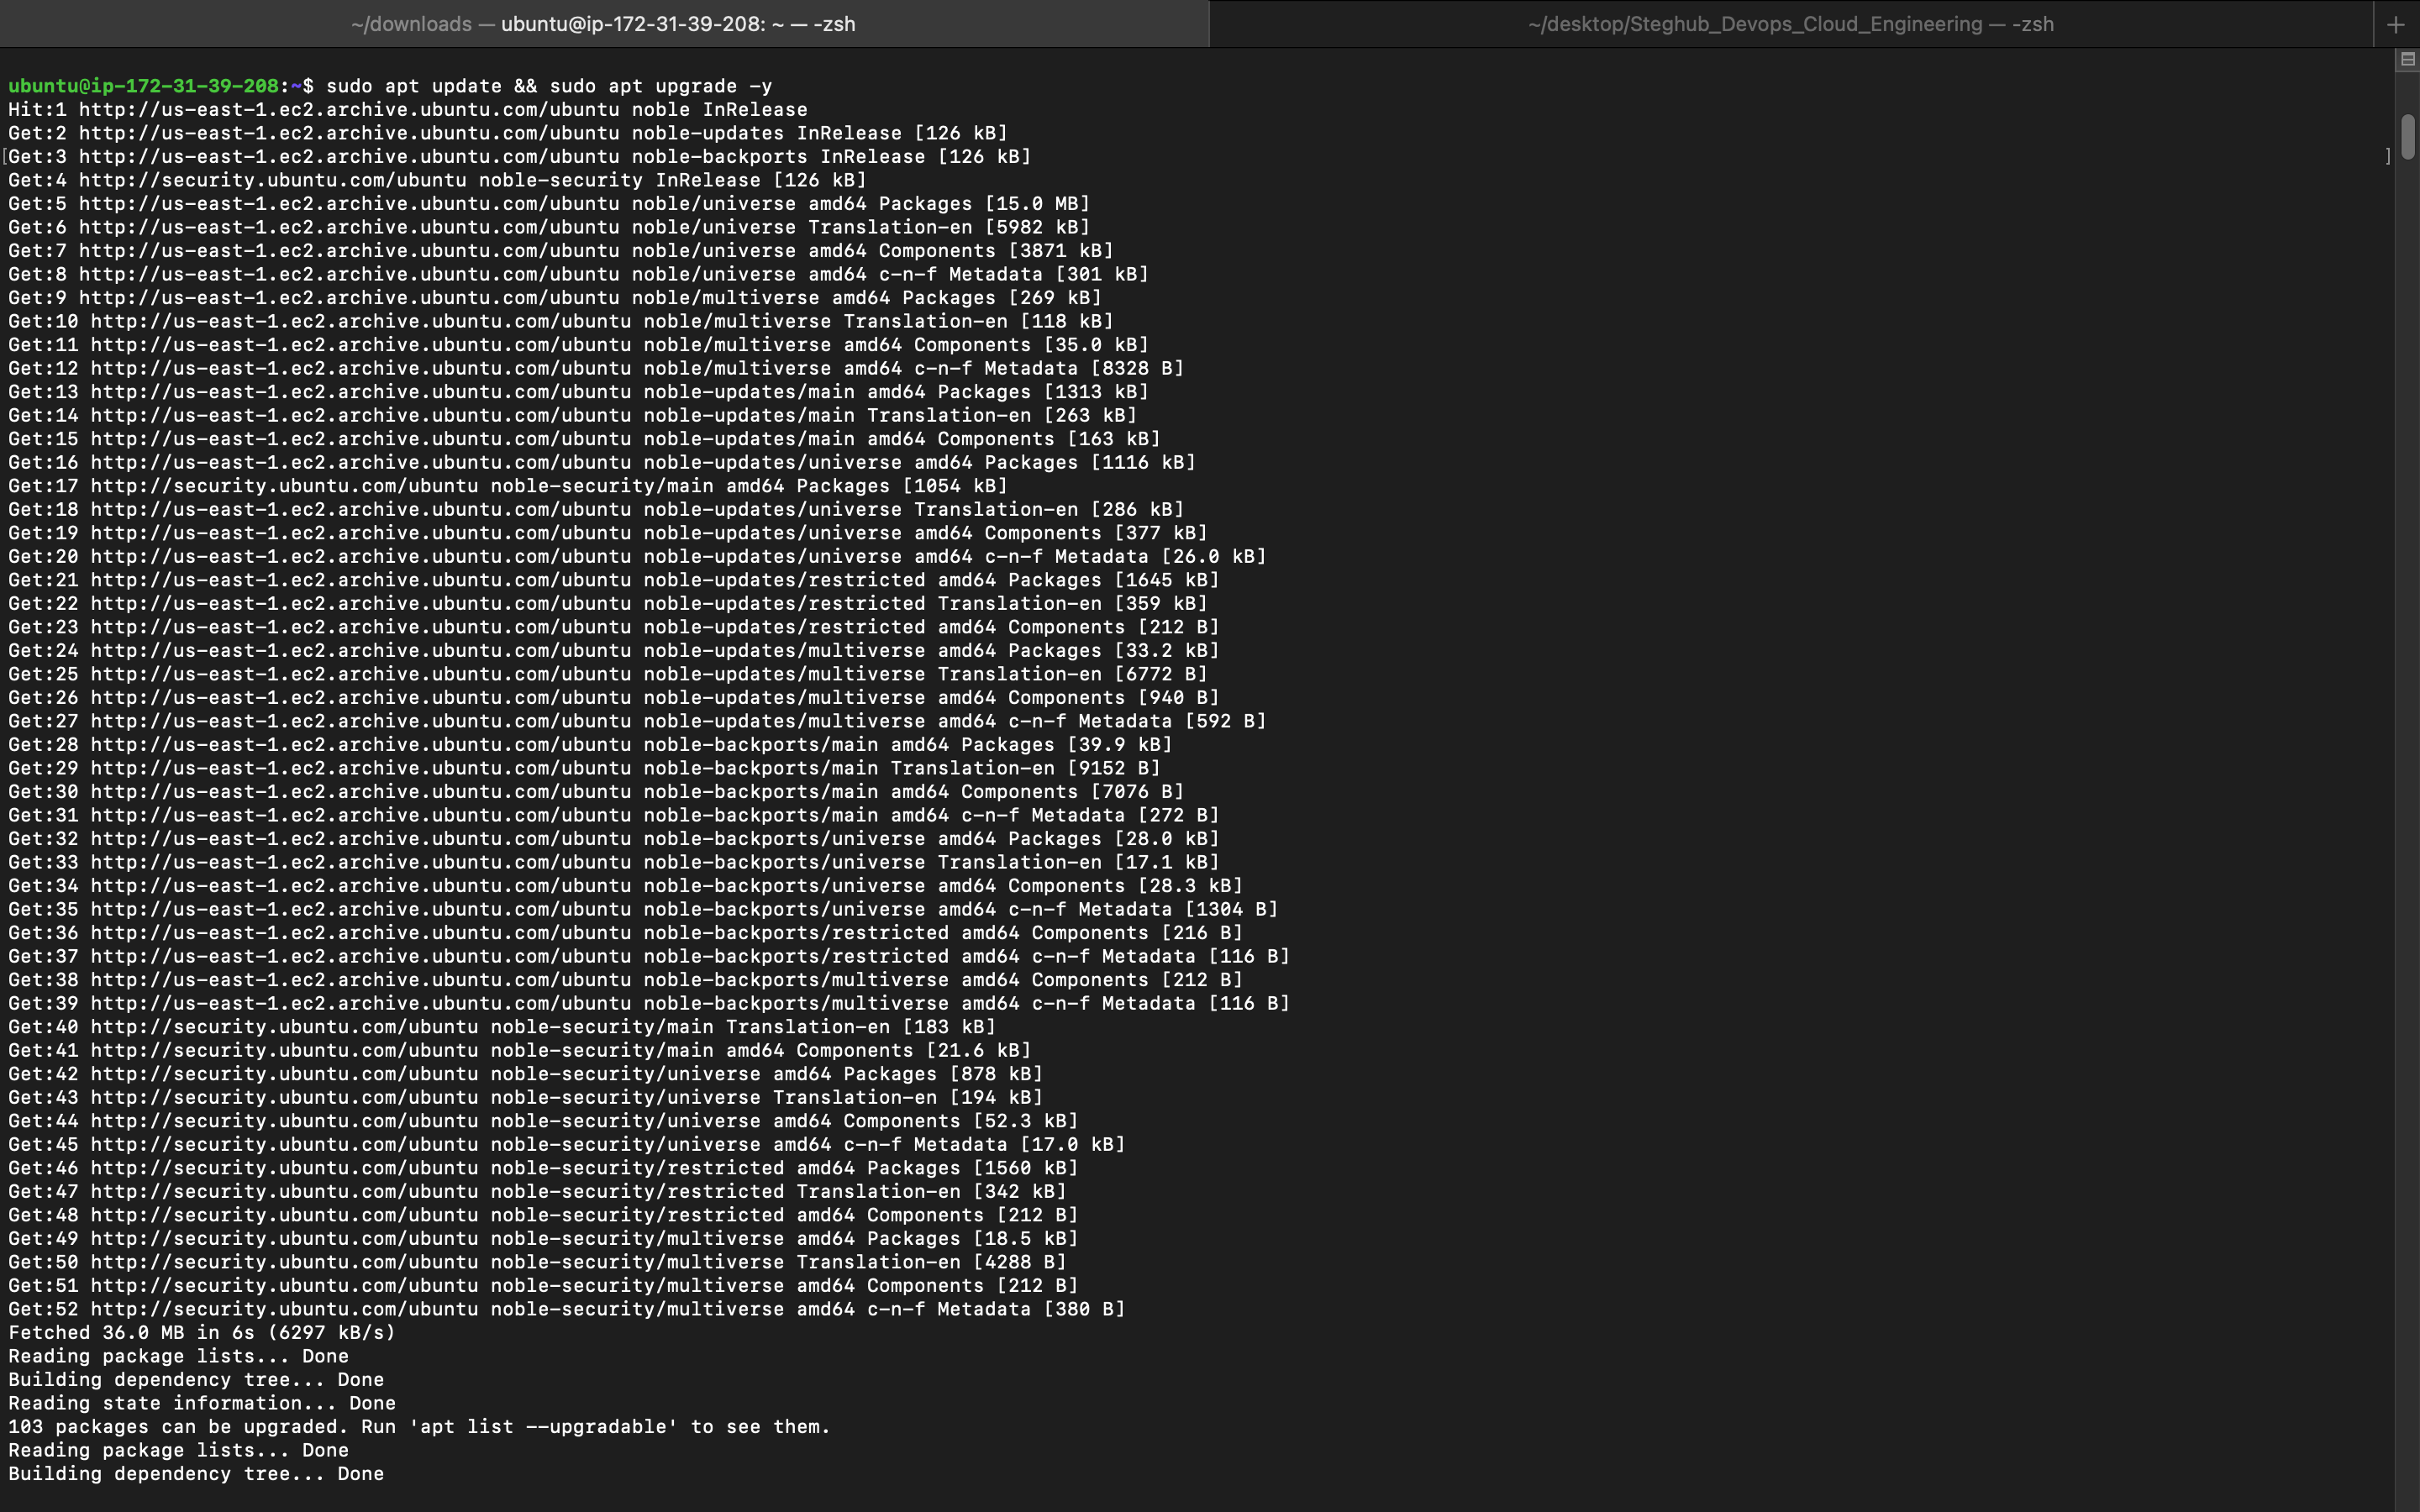 ~/downloads — ubuntu@ip-172-31-39-208: ~ — -zsh
~/desktop/Steghub_Devops_Cloud_Engineering — -zsh
ubuntu@ip-172-31-39-208:~$ sudo apt update && sudo apt upgrade -y
Hit:1 http://us-east-1.ec2.archive.ubuntu.com/ubuntu noble InRelease
Get:2 http://us-east-1.ec2.archive.ubuntu.com/ubuntu noble-updates InRelease [126 kB]
[Get:3 http://us-east-1.ec2.archive.ubuntu.com/ubuntu noble-backports InRelease [126 kB] ]
Get:4 http://security.ubuntu.com/ubuntu noble-security InRelease [126 kB]
Get:5 http://us-east-1.ec2.archive.ubuntu.com/ubuntu noble/universe amd64 Packages [15.0 MB]
Get:6 http://us-east-1.ec2.archive.ubuntu.com/ubuntu noble/universe Translation-en [5982 kB]
Get:7 http://us-east-1.ec2.archive.ubuntu.com/ubuntu noble/universe amd64 Components [3871 kB]
Get:8 http://us-east-1.ec2.archive.ubuntu.com/ubuntu noble/universe amd64 c-n-f Metadata [301 kB]
Get:9 http://us-east-1.ec2.archive.ubuntu.com/ubuntu noble/multiverse amd64 Packages [269 kB]
Get:10 http://us-east-1.ec2.archive.ubuntu.com/ubuntu noble/multiverse Translation-en [118 kB]
Get:11 http://us-east-1.ec2.archive.ubuntu.com/ubuntu noble/multiverse amd64 Components [35.0 kB]
Get:12 http://us-east-1.ec2.archive.ubuntu.com/ubuntu noble/multiverse amd64 c-n-f Metadata [8328 B]
Get:13 http://us-east-1.ec2.archive.ubuntu.com/ubuntu noble-updates/main amd64 Packages [1313 kB]
Get:14 http://us-east-1.ec2.archive.ubuntu.com/ubuntu noble-updates/main Translation-en [263 kB]
Get:15 http://us-east-1.ec2.archive.ubuntu.com/ubuntu noble-updates/main amd64 Components [163 kB]
Get:16 http://us-east-1.ec2.archive.ubuntu.com/ubuntu noble-updates/universe amd64 Packages [1116 kB]
Get:17 http://security.ubuntu.com/ubuntu noble-security/main amd64 Packages [1054 kB]
Get:18 http://us-east-1.ec2.archive.ubuntu.com/ubuntu noble-updates/universe Translation-en [286 kB]
Get:19 http://us-east-1.ec2.archive.ubuntu.com/ubuntu noble-updates/universe amd64 Components [377 kB]
Get:20 http://us-east-1.ec2.archive.ubuntu.com/ubuntu noble-updates/universe amd64 c-n-f Metadata [26.0 kB]
Get:21 http://us-east-1.ec2.archive.ubuntu.com/ubuntu noble-updates/restricted amd64 Packages [1645 kB]
Get:22 http://us-east-1.ec2.archive.ubuntu.com/ubuntu noble-updates/restricted Translation-en [359 kB]
Get:23 http://us-east-1.ec2.archive.ubuntu.com/ubuntu noble-updates/restricted amd64 Components [212 B]
Get:24 http://us-east-1.ec2.archive.ubuntu.com/ubuntu noble-updates/multiverse amd64 Packages [33.2 kB]
Get:25 http://us-east-1.ec2.archive.ubuntu.com/ubuntu noble-updates/multiverse Translation-en [6772 B]
Get:26 http://us-east-1.ec2.archive.ubuntu.com/ubuntu noble-updates/multiverse amd64 Components [940 B]
Get:27 http://us-east-1.ec2.archive.ubuntu.com/ubuntu noble-updates/multiverse amd64 c-n-f Metadata [592 B]
Get:28 http://us-east-1.ec2.archive.ubuntu.com/ubuntu noble-backports/main amd64 Packages [39.9 kB]
Get:29 http://us-east-1.ec2.archive.ubuntu.com/ubuntu noble-backports/main Translation-en [9152 B]
Get:30 http://us-east-1.ec2.archive.ubuntu.com/ubuntu noble-backports/main amd64 Components [7076 B]
Get:31 http://us-east-1.ec2.archive.ubuntu.com/ubuntu noble-backports/main amd64 c-n-f Metadata [272 B]
Get:32 http://us-east-1.ec2.archive.ubuntu.com/ubuntu noble-backports/universe amd64 Packages [28.0 kB]
Get:33 http://us-east-1.ec2.archive.ubuntu.com/ubuntu noble-backports/universe Translation-en [17.1 kB]
Get:34 http://us-east-1.ec2.archive.ubuntu.com/ubuntu noble-backports/universe amd64 Components [28.3 kB]
Get:35 http://us-east-1.ec2.archive.ubuntu.com/ubuntu noble-backports/universe amd64 c-n-f Metadata [1304 B]
Get:36 http://us-east-1.ec2.archive.ubuntu.com/ubuntu noble-backports/restricted amd64 Components [216 B]
Get:37 http://us-east-1.ec2.archive.ubuntu.com/ubuntu noble-backports/restricted amd64 c-n-f Metadata [116 B]
Get:38 http://us-east-1.ec2.archive.ubuntu.com/ubuntu noble-backports/multiverse amd64 Components [212 B]
Get:39 http://us-east-1.ec2.archive.ubuntu.com/ubuntu noble-backports/multiverse amd64 c-n-f Metadata [116 B]
Get:40 http://security.ubuntu.com/ubuntu noble-security/main Translation-en [183 kB]
Get:41 http://security.ubuntu.com/ubuntu noble-security/main amd64 Components [21.6 kB]
Get:42 http://security.ubuntu.com/ubuntu noble-security/universe amd64 Packages [878 kB]
Get:43 http://security.ubuntu.com/ubuntu noble-security/universe Translation-en [194 kB]
Get:44 http://security.ubuntu.com/ubuntu noble-security/universe amd64 Components [52.3 kB]
Get:45 http://security.ubuntu.com/ubuntu noble-security/universe amd64 c-n-f Metadata [17.0 kB]
Get:46 http://security.ubuntu.com/ubuntu noble-security/restricted amd64 Packages [1560 kB]
Get:47 http://security.ubuntu.com/ubuntu noble-security/restricted Translation-en [342 kB]
Get:48 http://security.ubuntu.com/ubuntu noble-security/restricted amd64 Components [212 B]
Get:49 http://security.ubuntu.com/ubuntu noble-security/multiverse amd64 Packages [18.5 kB]
Get:50 http://security.ubuntu.com/ubuntu noble-security/multiverse Translation-en [4288 B]
Get:51 http://security.ubuntu.com/ubuntu noble-security/multiverse amd64 Components [212 B]
Get:52 http://security.ubuntu.com/ubuntu noble-security/multiverse amd64 c-n-f Metadata [380 B]
Fetched 36.0 MB in 6s (6297 kB/s)
Reading package lists... Done
Building dependency tree... Done
Reading state information... Done
103 packages can be upgraded. Run 'apt list --upgradable' to see them.
Reading package lists... Done
Building dependency tree... Done